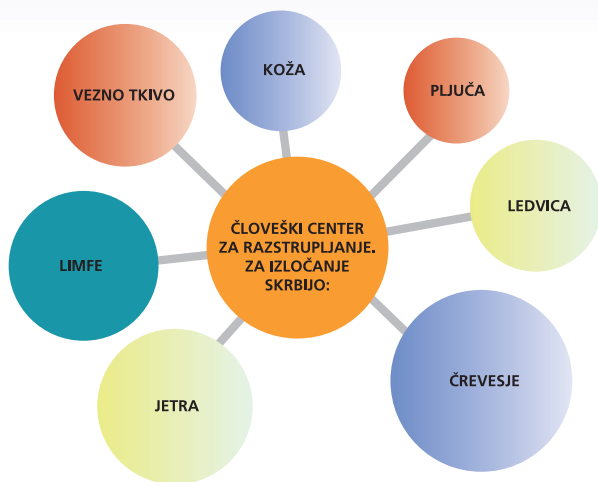 KOŽA
PLJUČA
VEZNO TKIVO
LEDVICA
ČLOVEŠKI CENTER
ZA RAZSTRUPLJANJE.
ZA IZLOČANJE
SKRBIJO:
LIMFE
ČREVESJE
JETRA